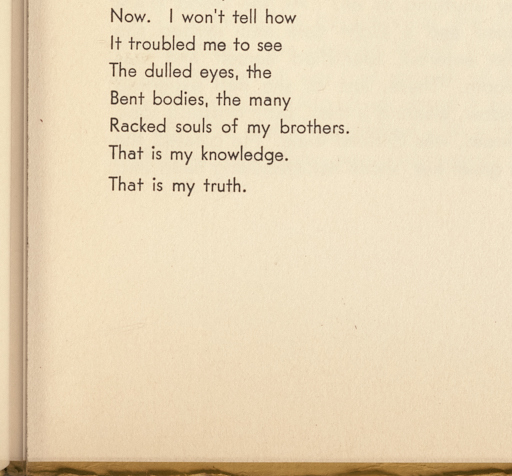 Now. I won't tell how
It troubled me to see
The dulled eyes, the
Bent bodies, the many
Racked souls of my brothers.
That is my knowledge.
That is my truth.